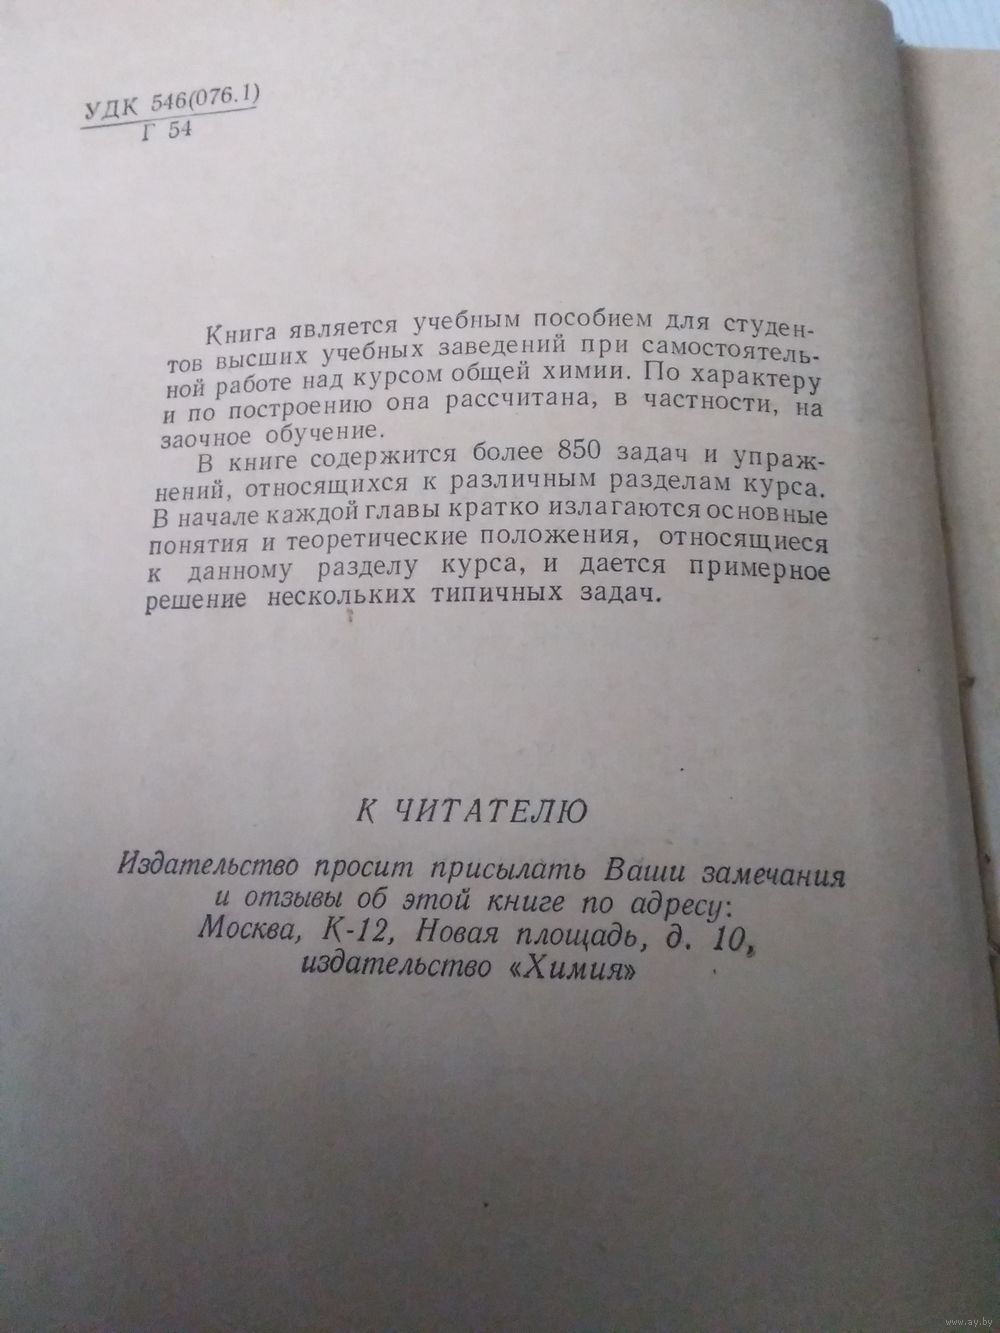 УДК 546(076.1)
Г 54
Книга является учебным пособием для студен-
тов высших учебных заведений при самостоятель-
ной работе над курсом общей химии. По характеру
и по построению она рассчитана, в частности, на
заочное обучение.
В книге содержится более 850 задач и упраж-
нений, относящихся к различным разделам курса.
В начале каждой главы кратко излагаются основные
понятия и теоретические положения, относящиеся
к данному разделу курса, и дается примерное
решение нескольких типичных задач.
К ЧИТАТЕЛЮ
Издательство просит присылать Ваши замечания
и отзывы об этой книге по адресу:
Москва, К-12, Новая площадь, д. 10,
издательство «Химия»
www.ay.by